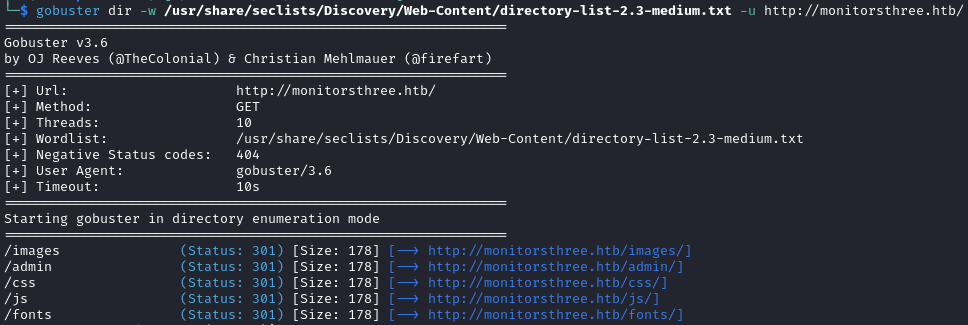 └─$ gobuster dir -w /usr/share/seclists/Discovery/Web-Content/directory-list-2.3-medium.txt -u http://monitorsthree.htb/
===============================================================
Gobuster v3.6
by OJ Reeves (@TheColonial) & Christian Mehlmauer (@firefart)
===============================================================
[+] Url:                     http://monitorsthree.htb/
[+] Method:                  GET
[+] Threads:                 10
[+] Wordlist:                /usr/share/seclists/Discovery/Web-Content/directory-list-2.3-medium.txt
[+] Negative Status codes:   404
[+] User Agent:              gobuster/3.6
[+] Timeout:                 10s
===============================================================
Starting gobuster in directory enumeration mode
===============================================================
/images               (Status: 301) [Size: 178] [--> http://monitorsthree.htb/images/]
/admin                (Status: 301) [Size: 178] [--> http://monitorsthree.htb/admin/]
/css                  (Status: 301) [Size: 178] [--> http://monitorsthree.htb/css/]
/js                   (Status: 301) [Size: 178] [--> http://monitorsthree.htb/js/]
/fonts                (Status: 301) [Size: 178] [--> http://monitorsthree.htb/fonts/]